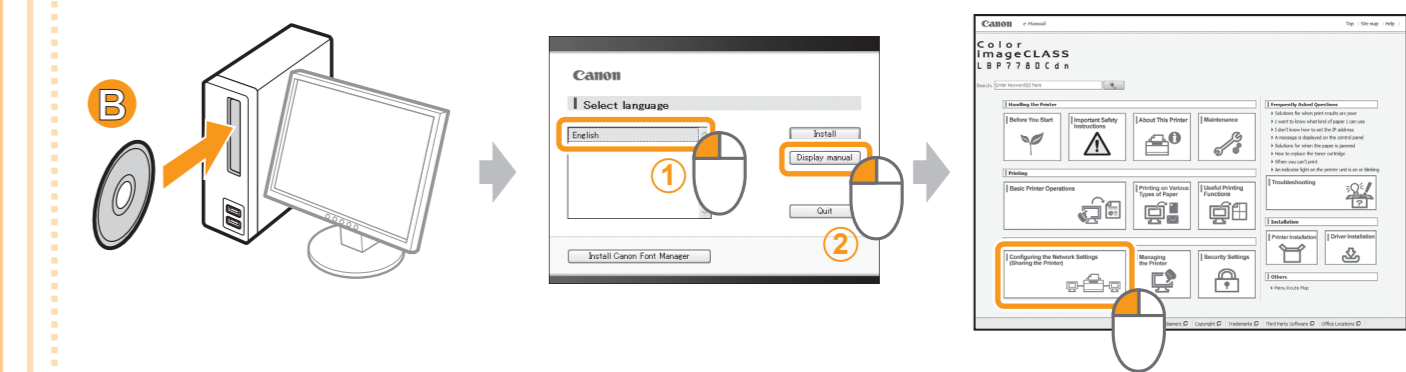 B
Canon
Select language
English
Install
Display manual
Quit
Install Canon Font Manager
1
2
Canon e-Manual
Top Site map Help
Color
imageCLASS
LBP7780Cdn
Search: Enter keyword(s) here
Handling the Printer
Before You Start
Important Safety
Instructions
About This Printer
Maintenance
Printing
Basic Printer Operations
Printing on Various
Types of Paper
Useful Printing
Functions
Configuring the Network Settings
(Sharing the Printer)
Managing
the Printer
Security Settings
Frequently Asked Questions
Solutions for when print results are poor
I want to know what kind of paper I can use
I don't know how to set the IP address
A message is displayed on the control panel
Solutions for when the paper is jammed
How to replace the toner cartridge
When you can't print
An indicator light on the printer unit is on or blinking
Troubleshooting
Installation
Printer Installation
Driver Installation
Others
Menu Route Map
Copyright Trademarks Third Party Software Office Locations